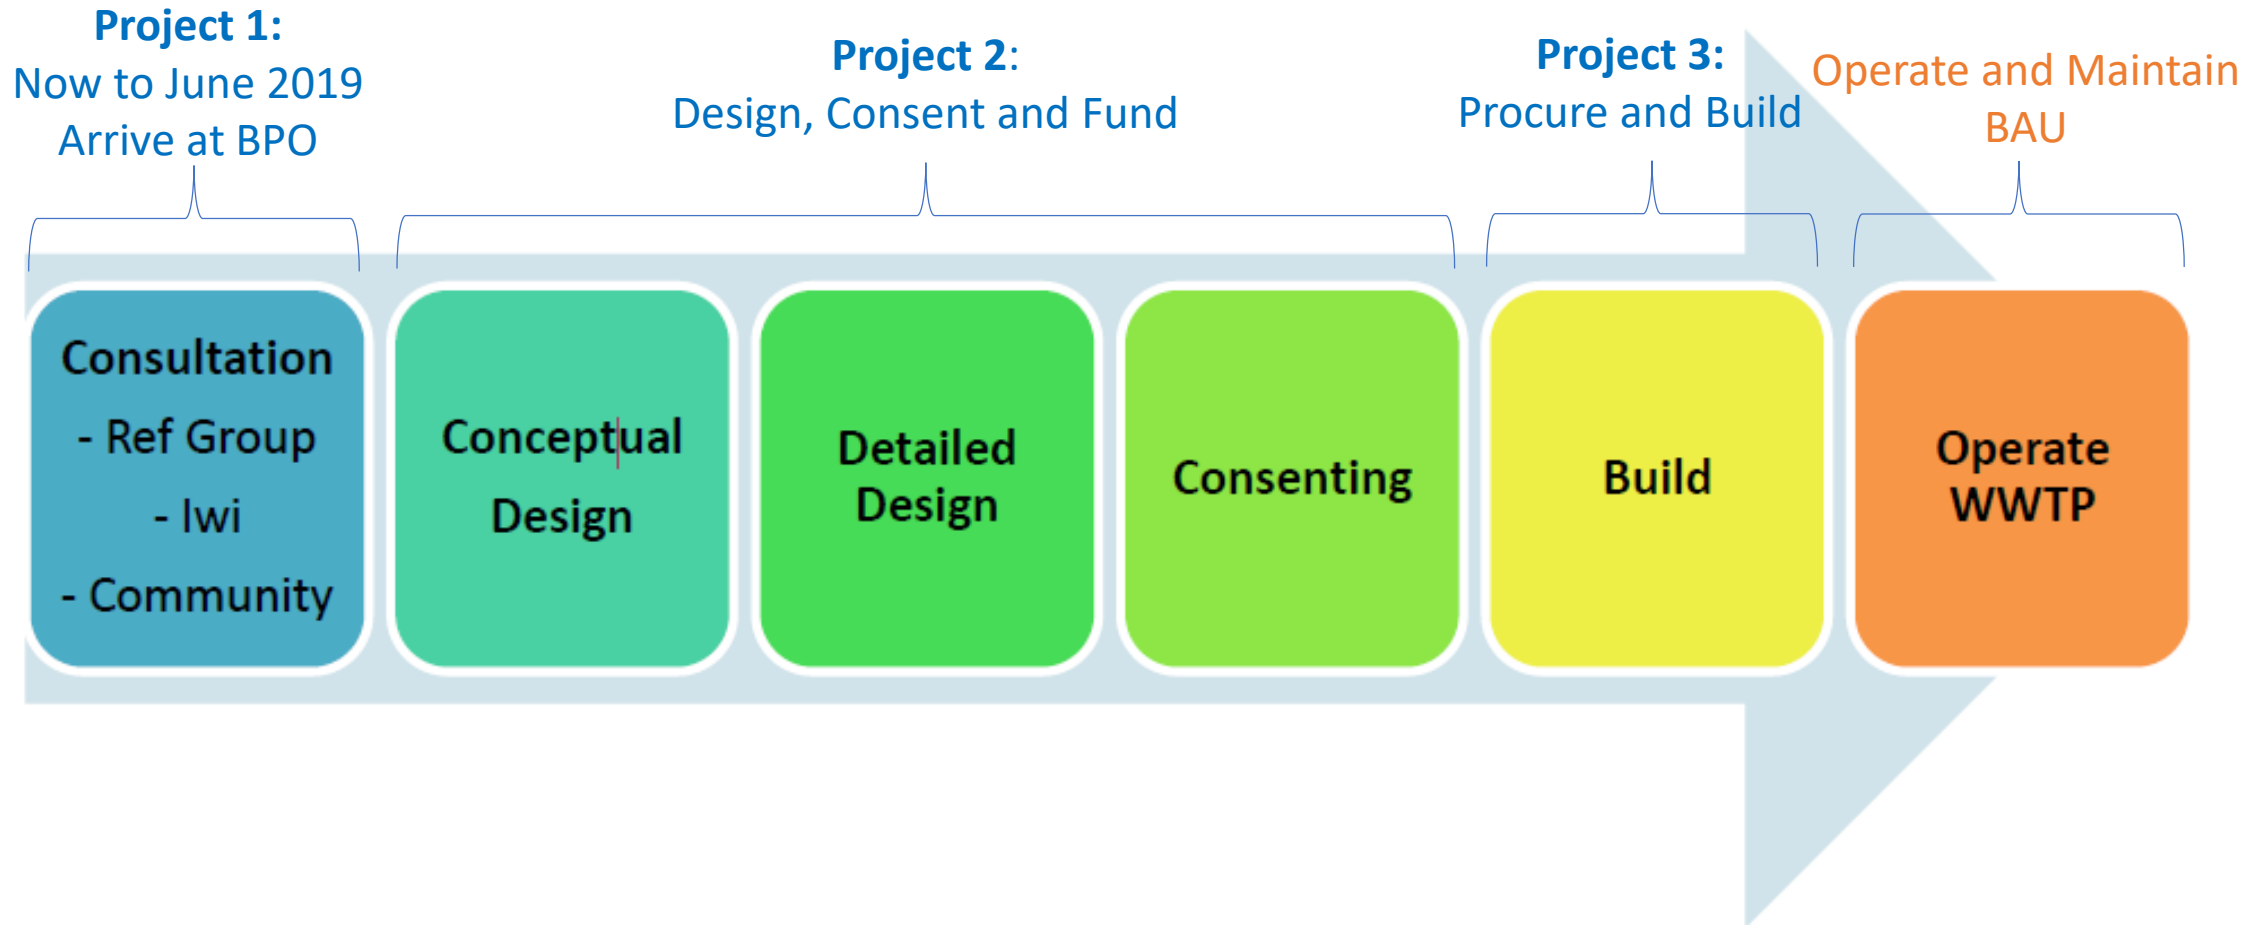 Project 1:
Now to June 2019
Arrive at BPO
Project 2:
Design, Consent and Fund
Project 3:
Procure and Build
Operate and Maintain
BAU
Consultation
- Ref Group
- Iwi
- Community
Conceptual
Design
Detailed
Design
Consenting
Build
Operate
WWTP